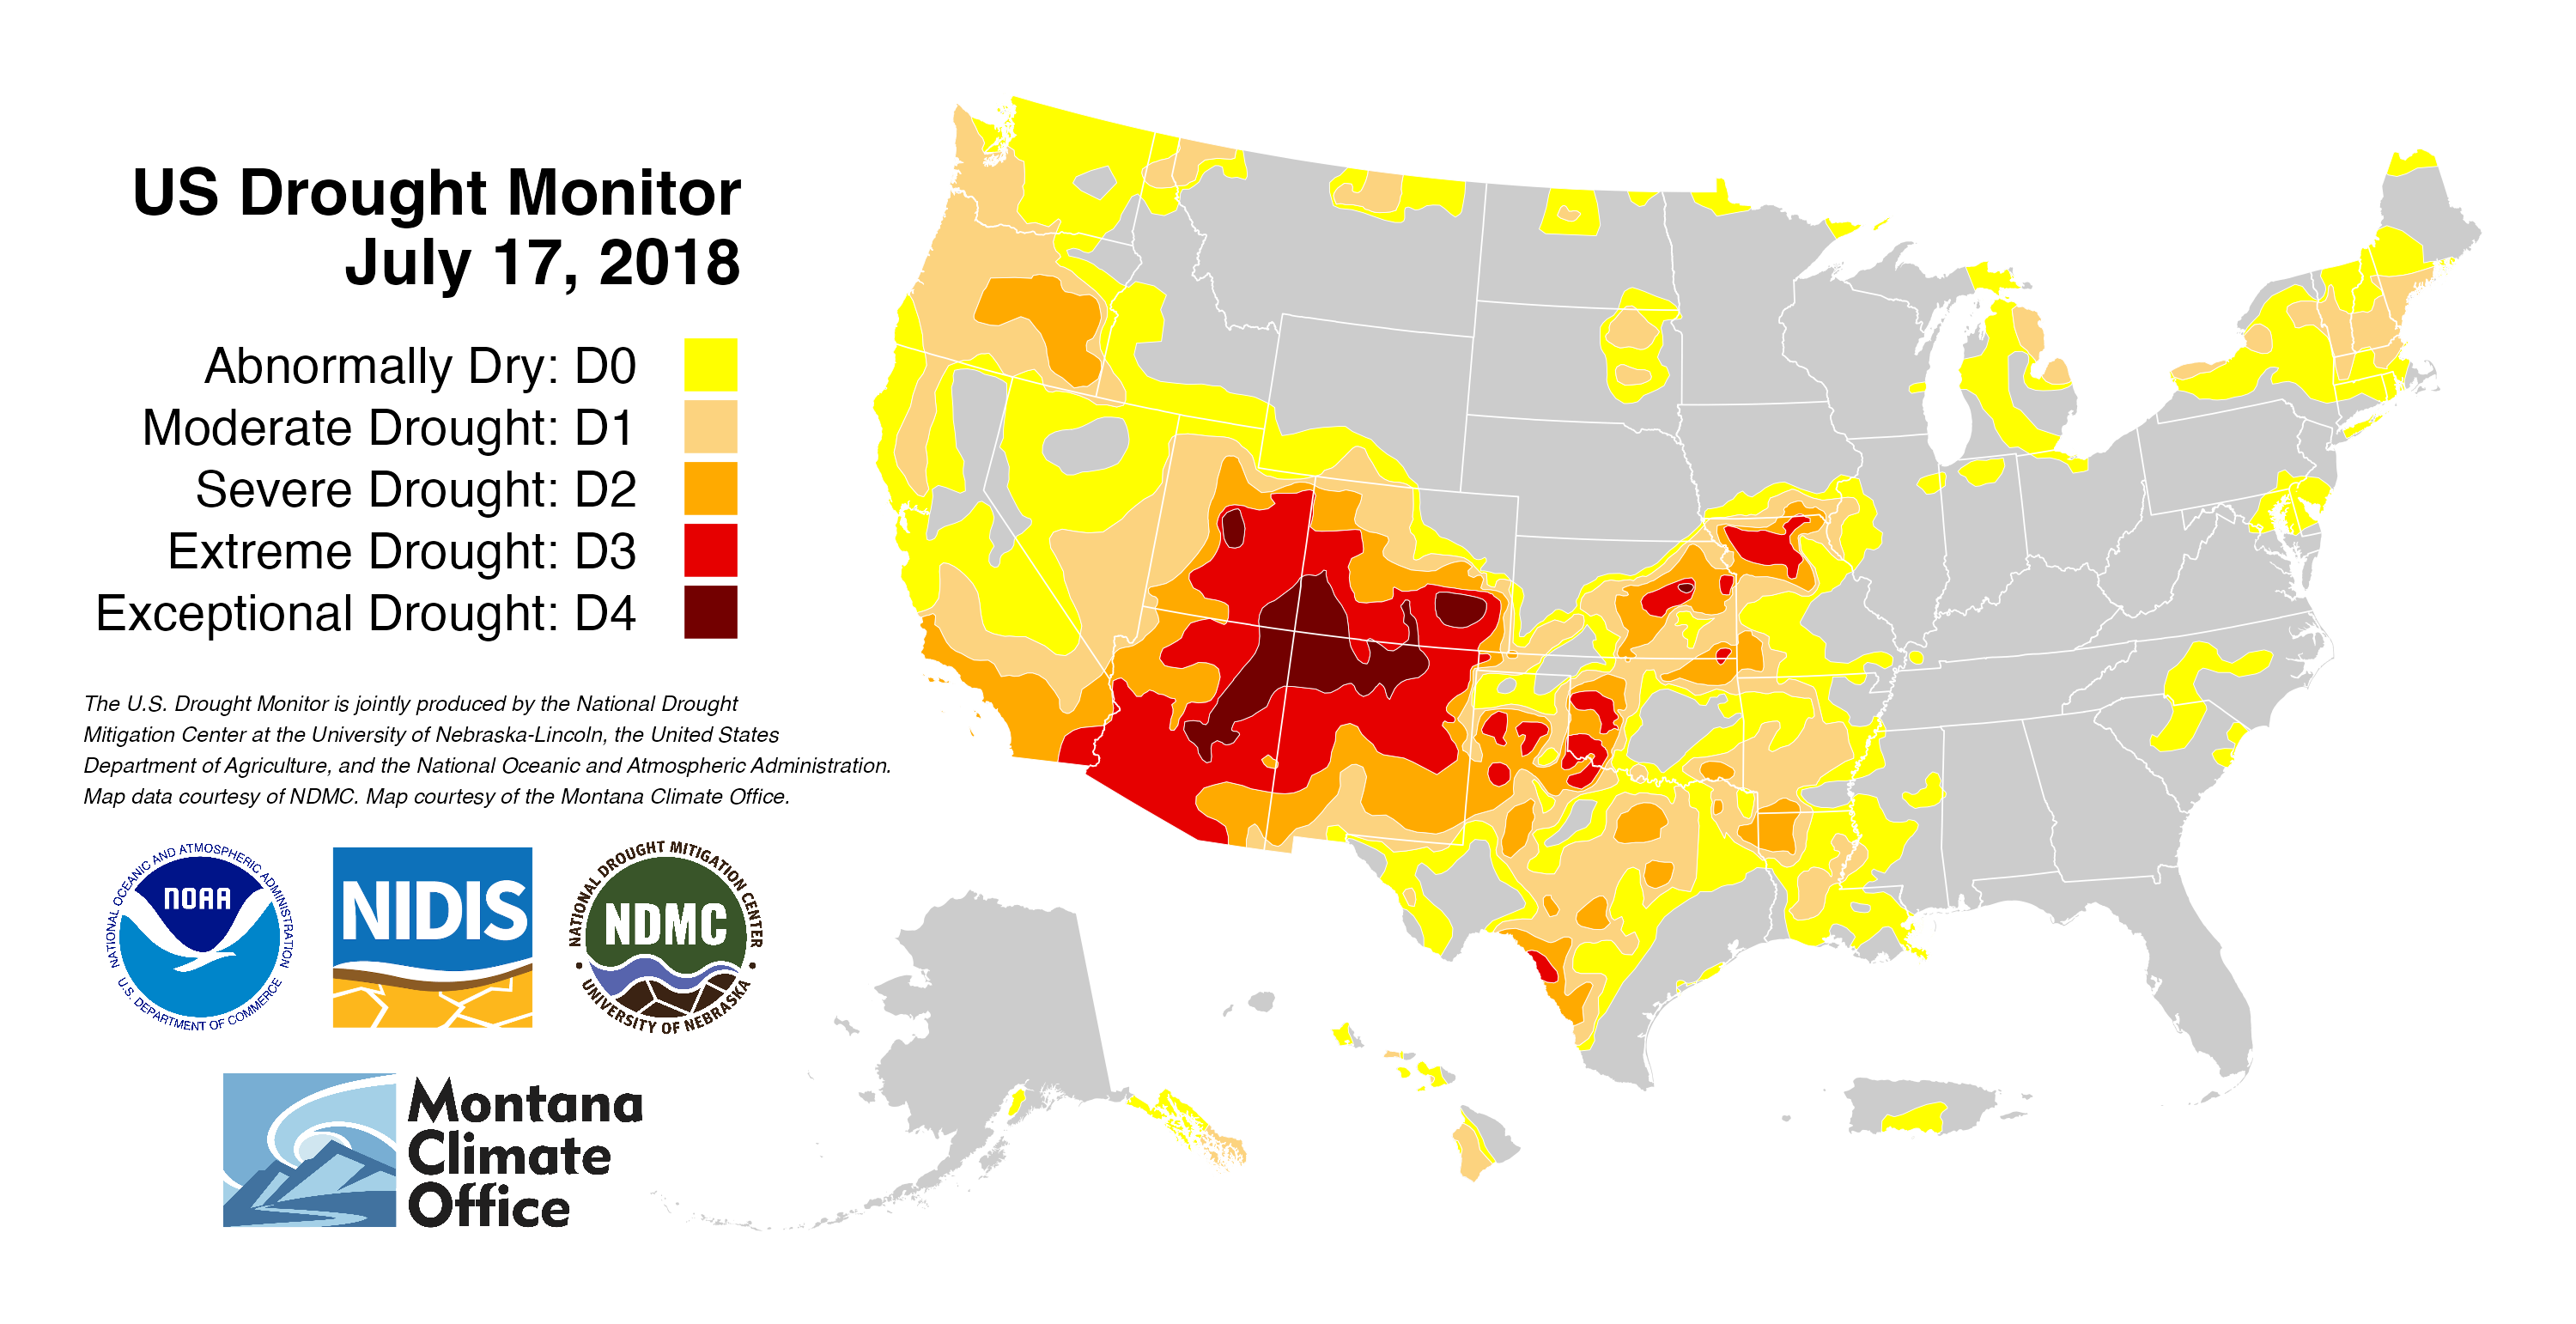 US Drought Monitor
July 17, 2018
Abnormally Dry: D0
Moderate Drought: D1
Severe Drought: D2
Extreme Drought: D3
Exceptional Drought: D4
The U.S. Drought Monitor is jointly produced by the National Drought
Mitigation Center at the University of Nebraska-Lincoln, the United States
Department of Agriculture, and the National Oceanic and Atmospheric Administration.
Map data courtesy of NDMC. Map courtesy of the Montana Climate Office.
NATIONAL OCEANIC AND ATMOSPHERIC ADMINISTRATION
NOAA
U.S. DEPARTMENT OF COMMERCE
NIDIS
NATIONAL DROUGHT MITIGATION CENTER
NDMC
• UNIVERSITY OF NEBRASKA •
Montana
Climate
Office